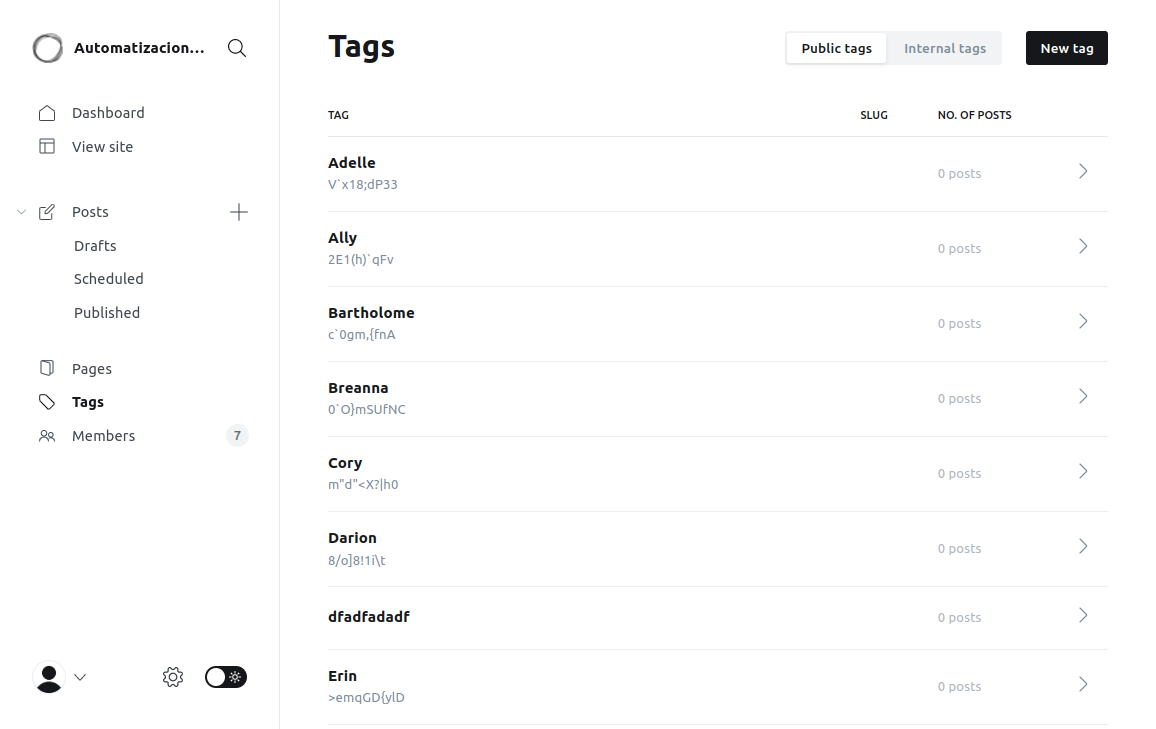 Automatizacion...
Dashboard
View site
Posts
Drafts
Scheduled
Published
Pages
Tags
Members 7
Tags
Public tags Internal tags New tag
TAG SLUG NO. OF POSTS
Adelle
V`x18;dP33
0 posts
Ally
2E1(h)`qFv
0 posts
Bartholome
c`0gm,{fnA
0 posts
Breanna
0`O}mSUfNC
0 posts
Cory
m"d"<X?|h0
0 posts
Darion
8/o]8!1i\t
0 posts
dfadfadadf
0 posts
Erin
>emqGD{ylD
0 posts